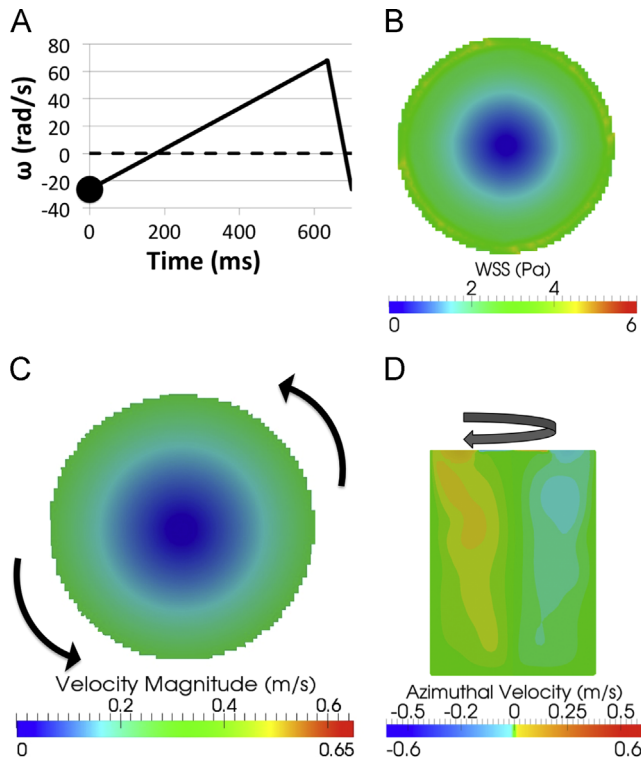 A
80
60
40
20
0
-20
-40
ω (rad/s)
0 200 400 600
Time (ms)
B
WSS (Pa)
2 4
0 6
C
Velocity Magnitude (m/s)
0.2 0.4 0.6
0 0.65
D
Azimuthal Velocity (m/s)
-0.5 -0.2 0 0.25 0.5
-0.6 0.6